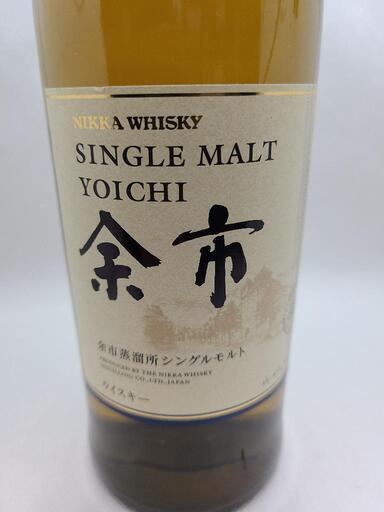 NIKKA WHISKY
SINGLE MALT
YOICHI
余市
余市蒸溜所シングルモルト
PRODUCED BY THE NIKKA WHISKY
DISTILLING CO.,LTD.,JAPAN
ウイスキー